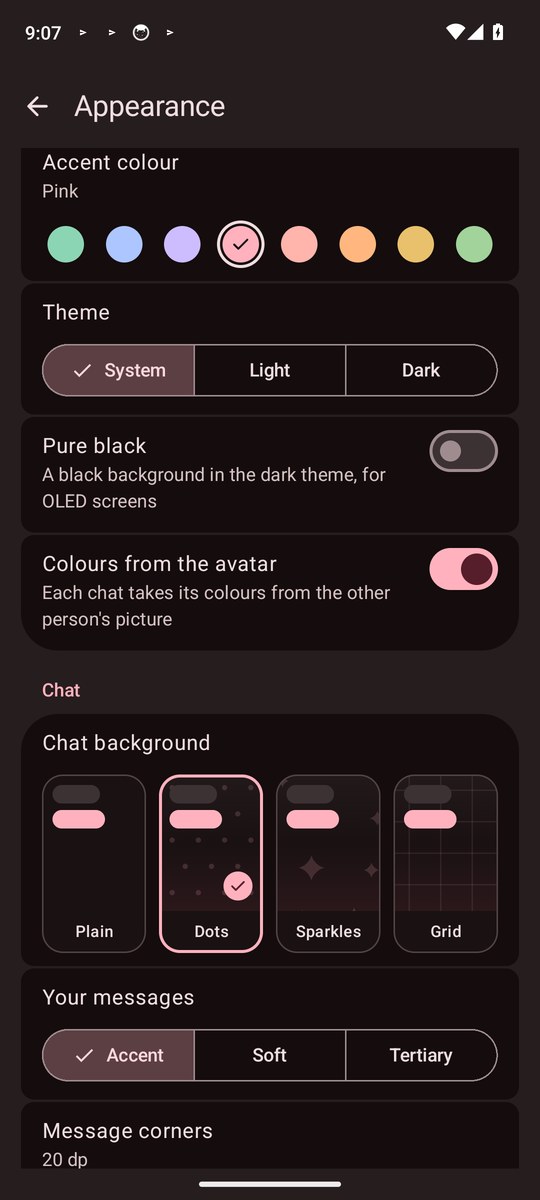 9:07
Appearance
Accent colour
Pink
Theme
System
Light
Dark
Pure black
A black background in the dark theme, for
OLED screens
Colours from the avatar
Each chat takes its colours from the other
person's picture
Chat
Chat background
Plain
Dots
Sparkles
Grid
Your messages
Accent
Soft
Tertiary
Message corners
20 dp